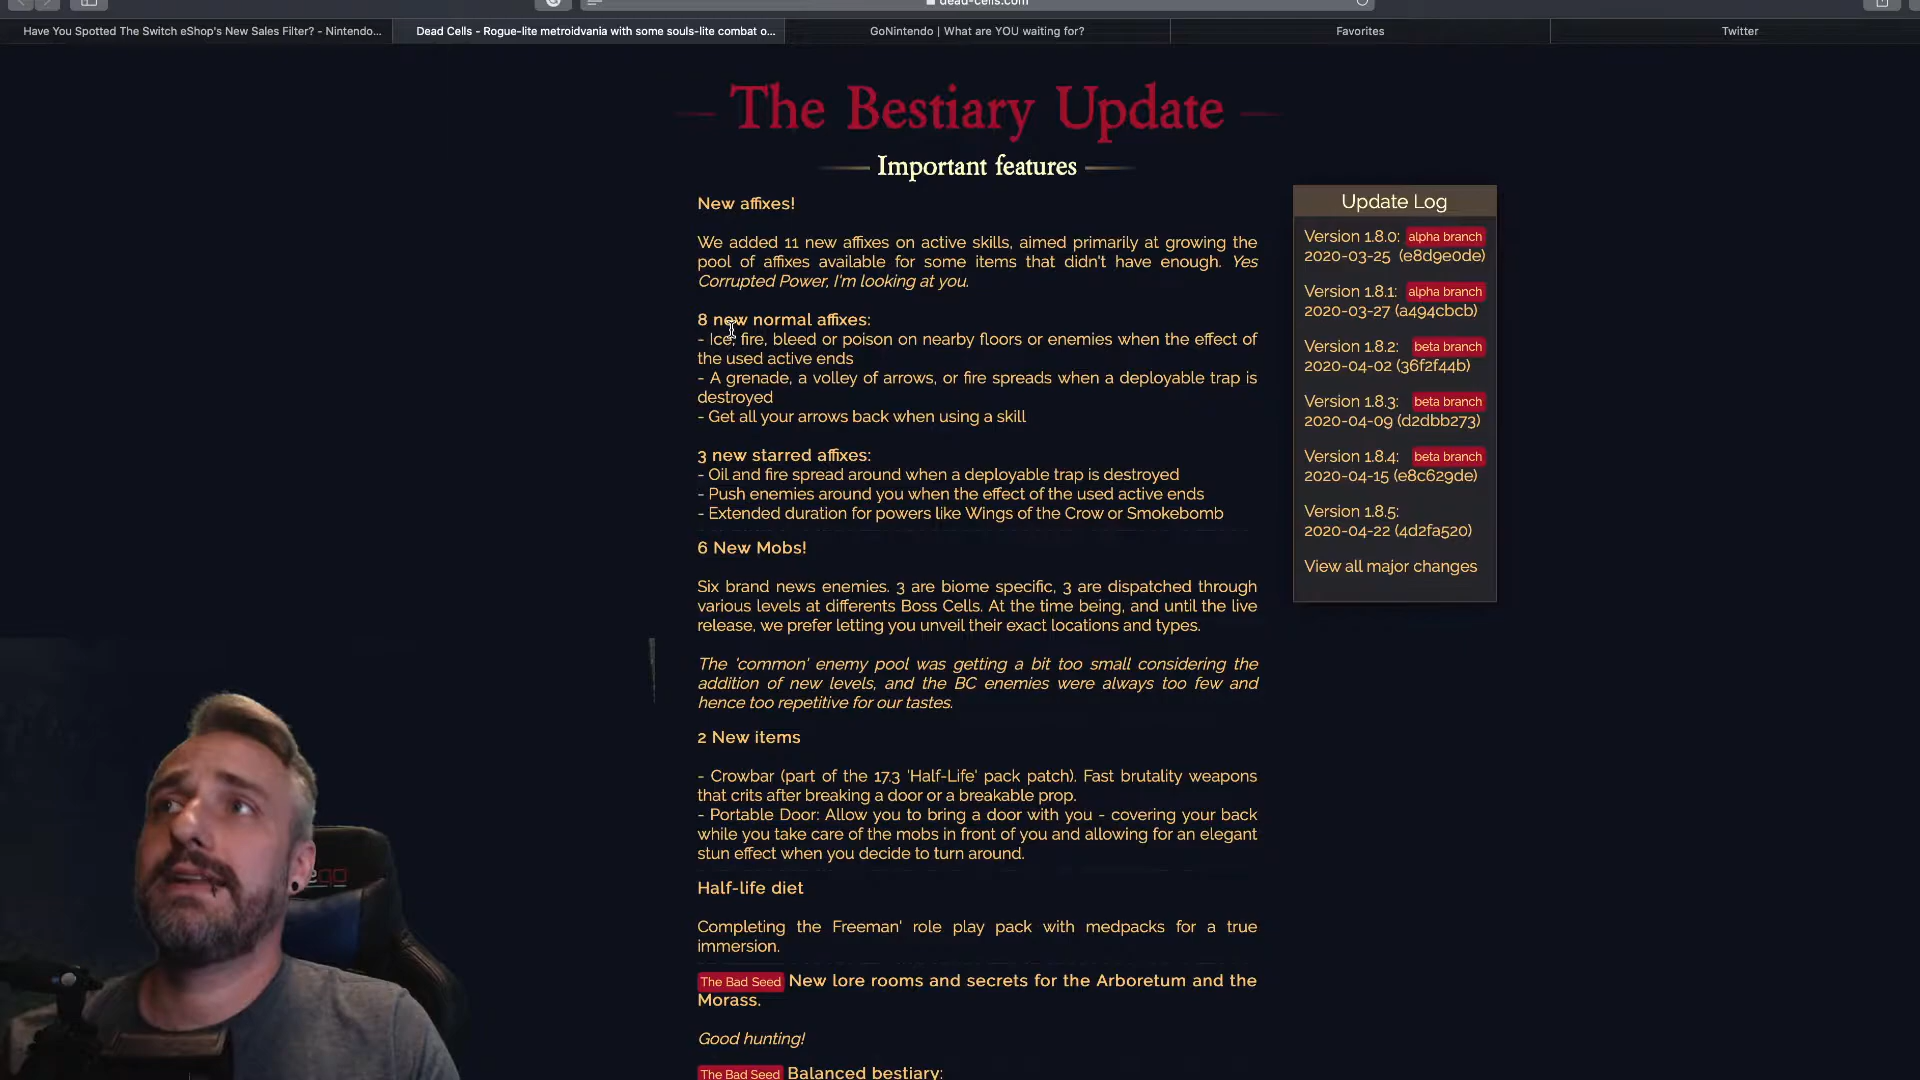 dead-cells.com
Have You Spotted The Switch eShop's New Sales Filter? - Nintendo...
Dead Cells - Rogue-lite metroidvania with some souls-lite combat o...
GoNintendo | What are YOU waiting for?
Favorites
Twitter
The Bestiary Update
Important features
New affixes!
We added 11 new affixes on active skills, aimed primarily at growing the
pool of affixes available for some items that didn't have enough. Yes
Corrupted Power, I'm looking at you.
8 new normal affixes:
- Ice, fire, bleed or poison on nearby floors or enemies when the effect of
the used active ends
- A grenade, a volley of arrows, or fire spreads when a deployable trap is
destroyed
- Get all your arrows back when using a skill
3 new starred affixes:
- Oil and fire spread around when a deployable trap is destroyed
- Push enemies around you when the effect of the used active ends
- Extended duration for powers like Wings of the Crow or Smokebomb
6 New Mobs!
Six brand news enemies. 3 are biome specific, 3 are dispatched through
various levels at differents Boss Cells. At the time being, and until the live
release, we prefer letting you unveil their exact locations and types.
The 'common' enemy pool was getting a bit too small considering the
addition of new levels, and the BC enemies were always too few and
hence too repetitive for our tastes.
2 New items
- Crowbar (part of the 17.3 'Half-Life' pack patch). Fast brutality weapons
that crits after breaking a door or a breakable prop.
- Portable Door: Allow you to bring a door with you - covering your back
while you take care of the mobs in front of you and allowing for an elegant
stun effect when you decide to turn around.
Half-life diet
Completing the Freeman' role play pack with medpacks for a true
immersion.
The Bad Seed New lore rooms and secrets for the Arboretum and the
Morass.
Good hunting!
The Bad Seed Balanced bestiary:
Update Log
Version 1.8.0: alpha branch
2020-03-25 (e8d9e0de)
Version 1.8.1: alpha branch
2020-03-27 (a494cbcb)
Version 1.8.2: beta branch
2020-04-02 (36f2f44b)
Version 1.8.3: beta branch
2020-04-09 (d2dbb273)
Version 1.8.4: beta branch
2020-04-15 (e8c629de)
Version 1.8.5:
2020-04-22 (4d2fa520)
View all major changes